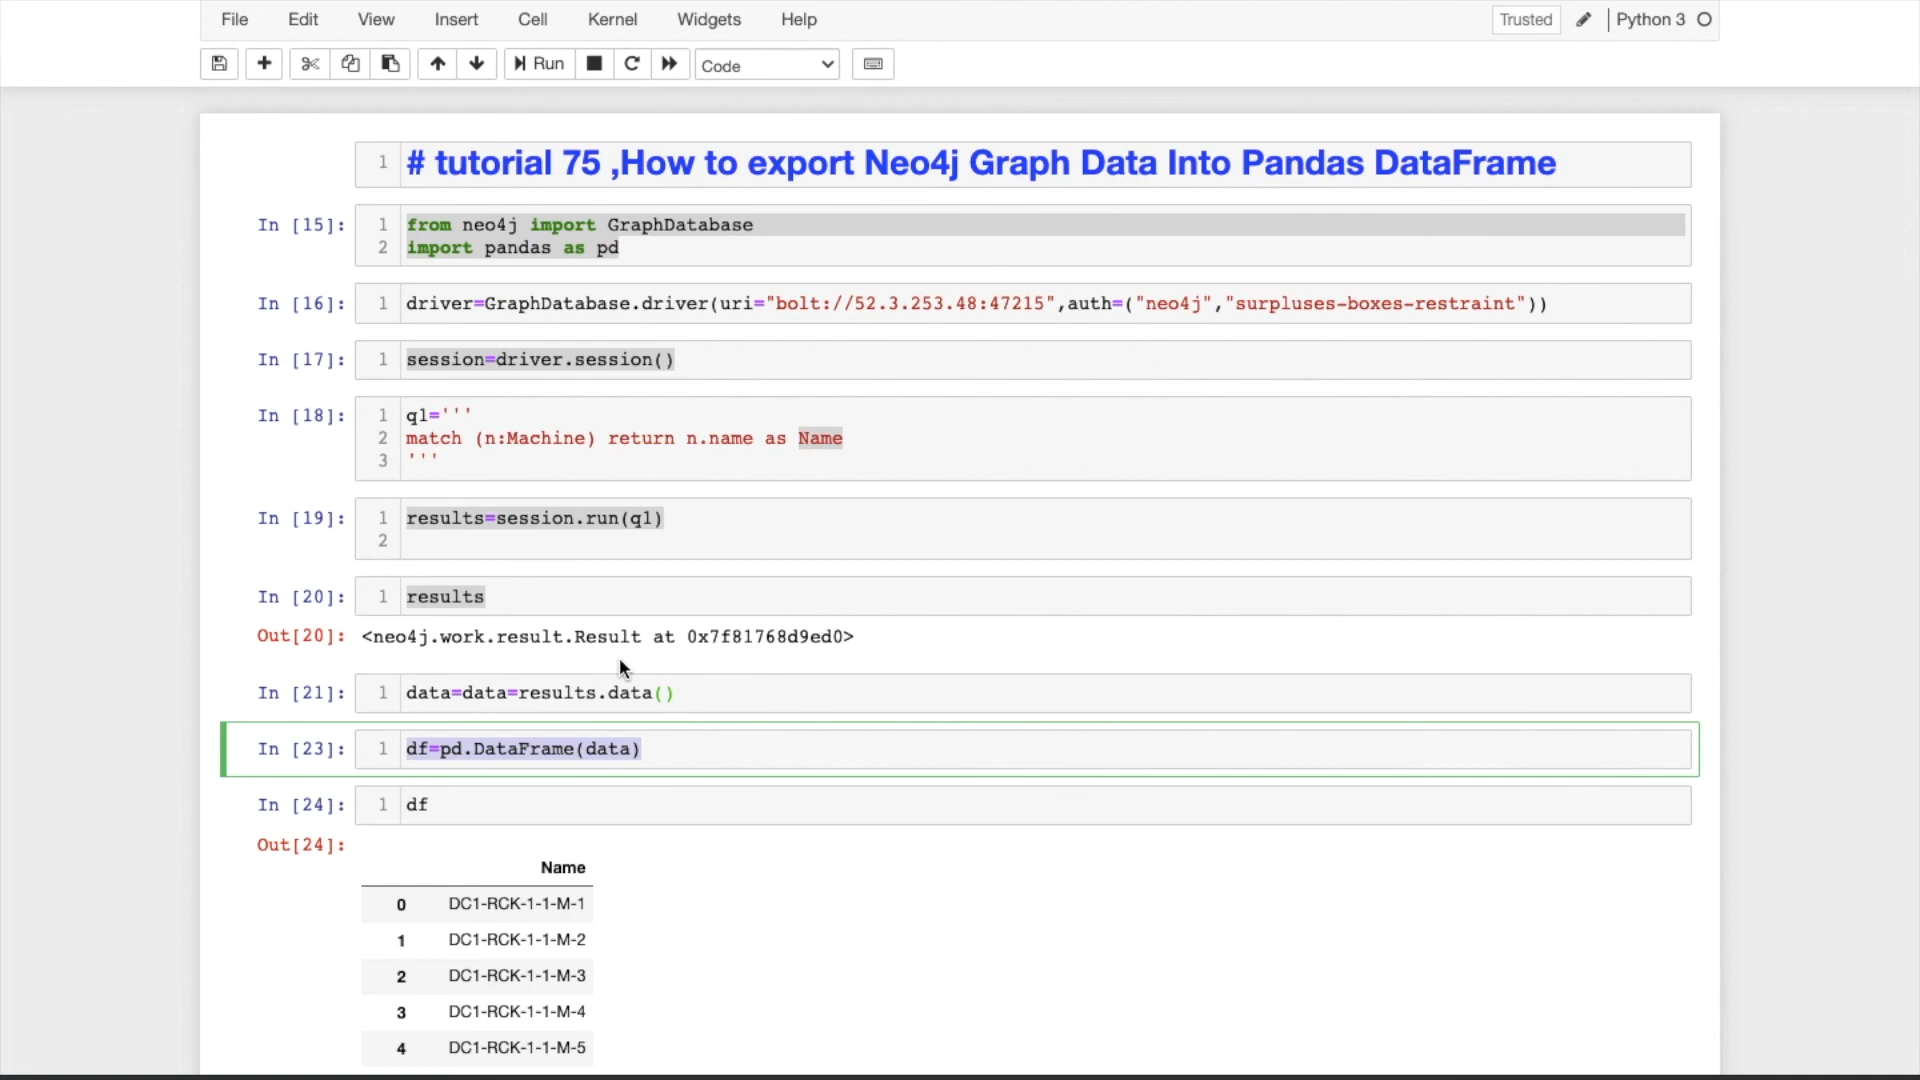 File Edit View Insert Cell Kernel Widgets Help Trusted Python 3
Run Code
1 # tutorial 75 ,How to export Neo4j Graph Data Into Pandas DataFrame
In [15]: 1 from neo4j import GraphDatabase
2 import pandas as pd
In [16]: 1 driver=GraphDatabase.driver(uri="bolt://52.3.253.48:47215",auth=("neo4j","surpluses-boxes-restraint"))
In [17]: 1 session=driver.session()
In [18]: 1 q1='''
2 match (n:Machine) return n.name as Name
3 '''
In [19]: 1 results=session.run(q1)
2
In [20]: 1 results
Out[20]: <neo4j.work.result.Result at 0x7f81768d9ed0>
In [21]: 1 data=data=results.data()
In [23]: 1 df=pd.DataFrame(data)
In [24]: 1 df
Out[24]:
Name
0 DC1-RCK-1-1-M-1
1 DC1-RCK-1-1-M-2
2 DC1-RCK-1-1-M-3
3 DC1-RCK-1-1-M-4
4 DC1-RCK-1-1-M-5